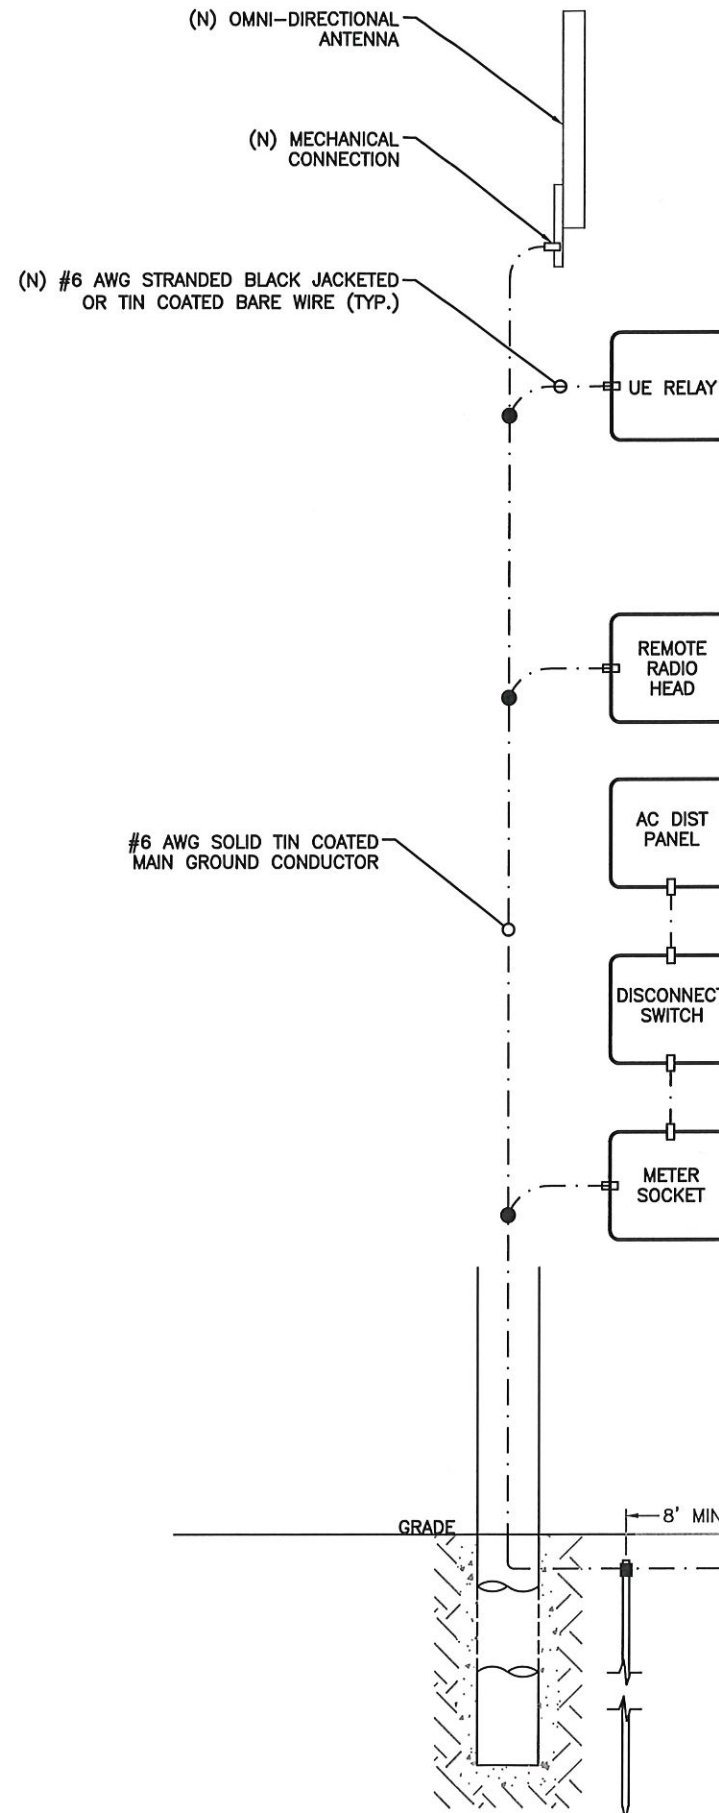 (N) OMNI-DIRECTIONAL
ANTENNA
(N) MECHANICAL
CONNECTION
(N) #6 AWG STRANDED BLACK JACKETED
OR TIN COATED BARE WIRE (TYP.)
UE RELAY
REMOTE
RADIO
HEAD
#6 AWG SOLID TIN COATED
MAIN GROUND CONDUCTOR
AC DIST
PANEL
DISCONNECT
SWITCH
METER
SOCKET
GRADE
8' MIN